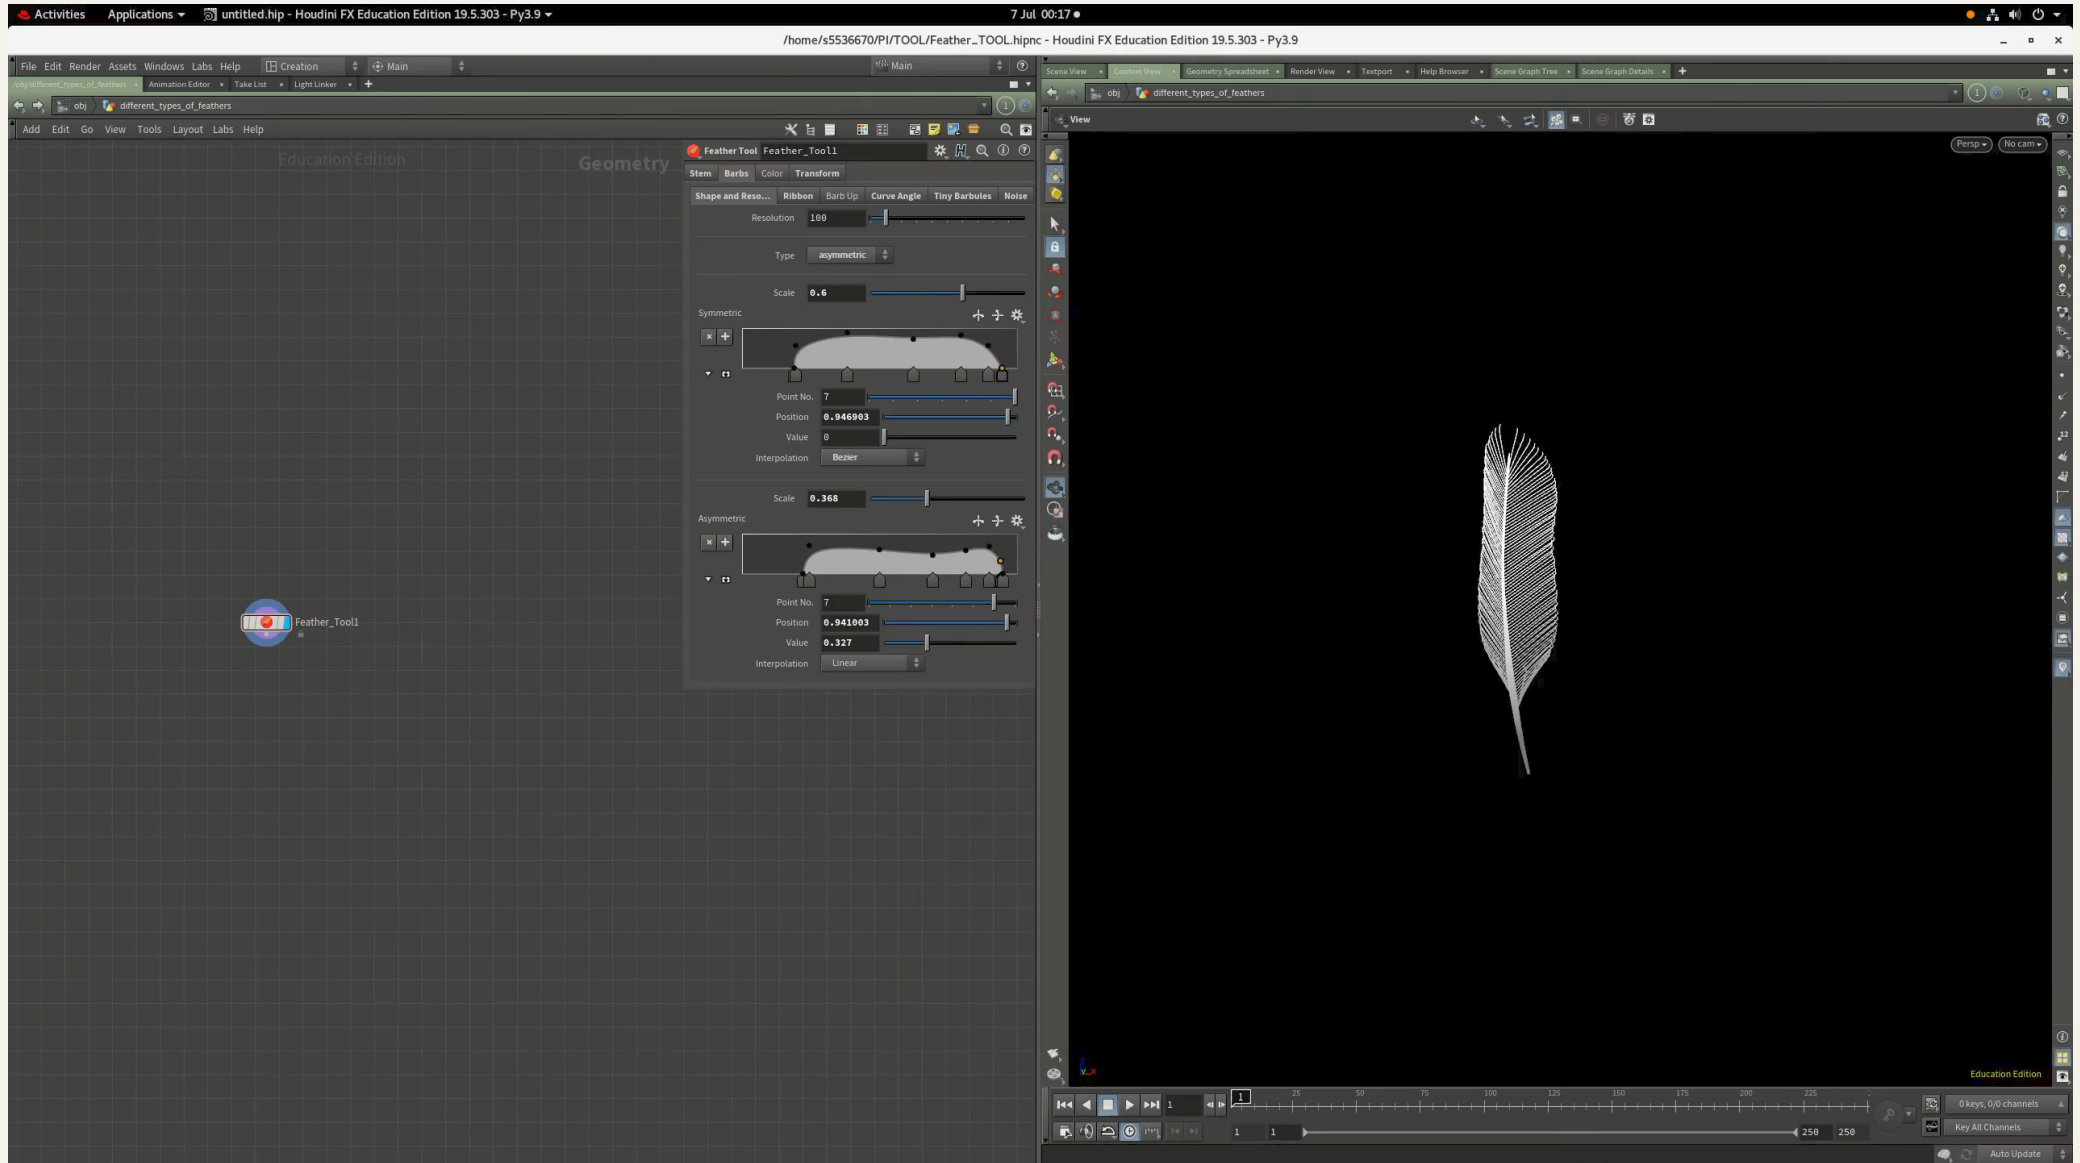 Activities Applications untitled.hip - Houdini FX Education Edition 19.5.303 - Py3.9 7 Jul 00:17
/home/s5536670/PI/TOOL/Feather_TOOL.hipnc - Houdini FX Education Edition 19.5.303 - Py3.9
File Edit Render Assets Windows Labs Help Creation Main Main
/obj/different_types_of_feathers Animation Editor Take List Light Linker
obj different_types_of_feathers 1
Add Edit Go View Tools Layout Labs Help
Education Edition Geometry
Feather Tool Feather_Tool1
Stem Barbs Color Transform
Shape and Reso... Ribbon Barb Up Curve Angle Tiny Barbules Noise
Resolution 100
Type asymmetric
Scale 0.6
Symmetric
Point No. 7
Position 0.946903
Value 0
Interpolation Bezier
Scale 0.368
Asymmetric
Point No. 7
Position 0.941003
Value 0.327
Interpolation Linear
Feather_Tool1
Scene View Context View Geometry Spreadsheet Render View Textport Help Browser Scene Graph Tree Scene Graph Details
obj different_types_of_feathers 1
View
Persp No cam
12
Education Edition
1 1 25 50 75 100 125 150 175 200 225 2 0 keys, 0/0 channels
1 1 250 250 Key All Channels
Auto Update